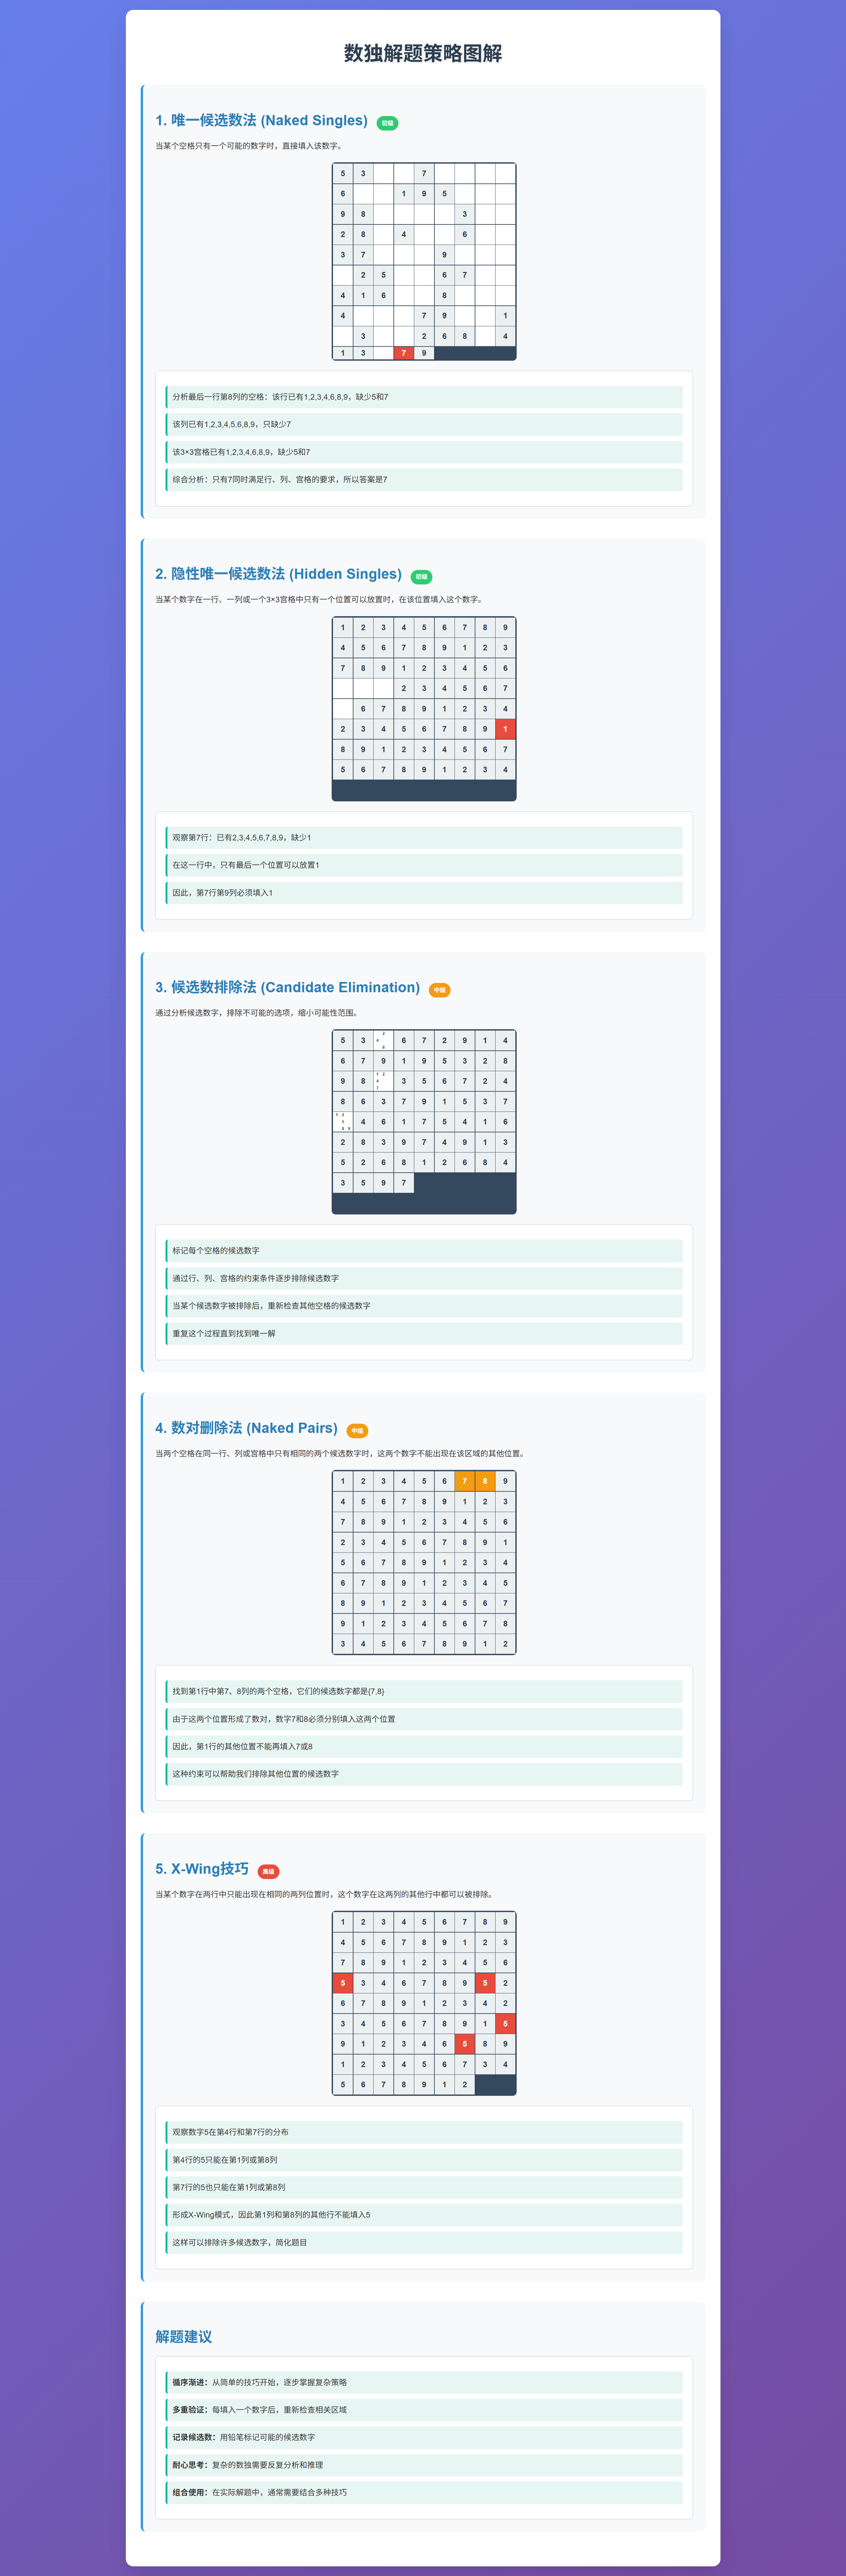 数独解题策略图解
1. 唯一候选数法 (Naked Singles) 初级
当某个空格只有一个可能的数字时，直接填入该数字。
5 3 7
6 1 9 5
9 8 3
2 8 4 6
3 7 9
2 5 6 7
4 1 6 8
4 7 9 1
3 2 6 8 4
1 3 7 9
分析最后一行第8列的空格：该行已有1,2,3,4,6,8,9，缺少5和7
该列已有1,2,3,4,5,6,8,9，只缺少7
该3×3宫格已有1,2,3,4,6,8,9，缺少5和7
综合分析：只有7同时满足行、列、宫格的要求，所以答案是7
2. 隐性唯一候选数法 (Hidden Singles) 初级
当某个数字在一行、一列或一个3×3宫格中只有一个位置可以放置时，在该位置填入这个数字。
1 2 3 4 5 6 7 8 9
4 5 6 7 8 9 1 2 3
7 8 9 1 2 3 4 5 6
2 3 4 5 6 7
6 7 8 9 1 2 3 4
2 3 4 5 6 7 8 9 1
8 9 1 2 3 4 5 6 7
5 6 7 8 9 1 2 3 4
观察第7行：已有2,3,4,5,6,7,8,9，缺少1
在这一行中，只有最后一个位置可以放置1
因此，第7行第9列必须填入1
3. 候选数排除法 (Candidate Elimination) 中级
通过分析候选数字，排除不可能的选项，缩小可能性范围。
5 3 6 7 2 9 1 4
6 7 9 1 9 5 3 2 8
9 8 1 2 4 7 3 5 6 7 2 4
8 6 3 7 9 1 5 3 7
4 6 1 7 5 4 1 6
2 8 3 9 7 4 9 1 3
5 2 6 8 1 2 6 8 4
3 5 9 7
标记每个空格的候选数字
通过行、列、宫格的约束条件逐步排除候选数字
当某个候选数字被排除后，重新检查其他空格的候选数字
重复这个过程直到找到唯一解
4. 数对删除法 (Naked Pairs) 中级
当两个空格在同一行、列或宫格中只有相同的两个候选数字时，这两个数字不能出现在该区域的其他位置。
1 2 3 4 5 6 7 8 9
4 5 6 7 8 9 1 2 3
7 8 9 1 2 3 4 5 6
2 3 4 5 6 7 8 9 1
5 6 7 8 9 1 2 3 4
6 7 8 9 1 2 3 4 5
8 9 1 2 3 4 5 6 7
9 1 2 3 4 5 6 7 8
3 4 5 6 7 8 9 1 2
找到第1行中第7、8列的两个空格，它们的候选数字都是{7,8}
由于这两个位置形成了数对，数字7和8必须分别填入这两个位置
因此，第1行的其他位置不能再填入7或8
这种约束可以帮助我们排除其他位置的候选数字
5. X-Wing技巧 高级
当某个数字在两行中只能出现在相同的两列位置时，这个数字在这两列的其他行中都可以被排除。
1 2 3 4 5 6 7 8 9
4 5 6 7 8 9 1 2 3
7 8 9 1 2 3 4 5 6
5 3 4 6 7 8 9 5 2
6 7 8 9 1 2 3 4 2
3 4 5 6 7 8 9 1 5
9 1 2 3 4 6 5 8 9
1 2 3 4 5 6 7 3 4
5 6 7 8 9 1 2
观察数字5在第4行和第7行的分布
第4行的5只能在第1列或第8列
第7行的5也只能在第1列或第8列
形成X-Wing模式，因此第1列和第8列的其他行不能填入5
这样可以排除许多候选数字，简化题目
解题建议
循序渐进：从简单的技巧开始，逐步掌握复杂策略
多重验证：每填入一个数字后，重新检查相关区域
记录候选数：用铅笔标记可能的候选数字
耐心思考：复杂的数独需要反复分析和推理
组合使用：在实际解题中，通常需要结合多种技巧